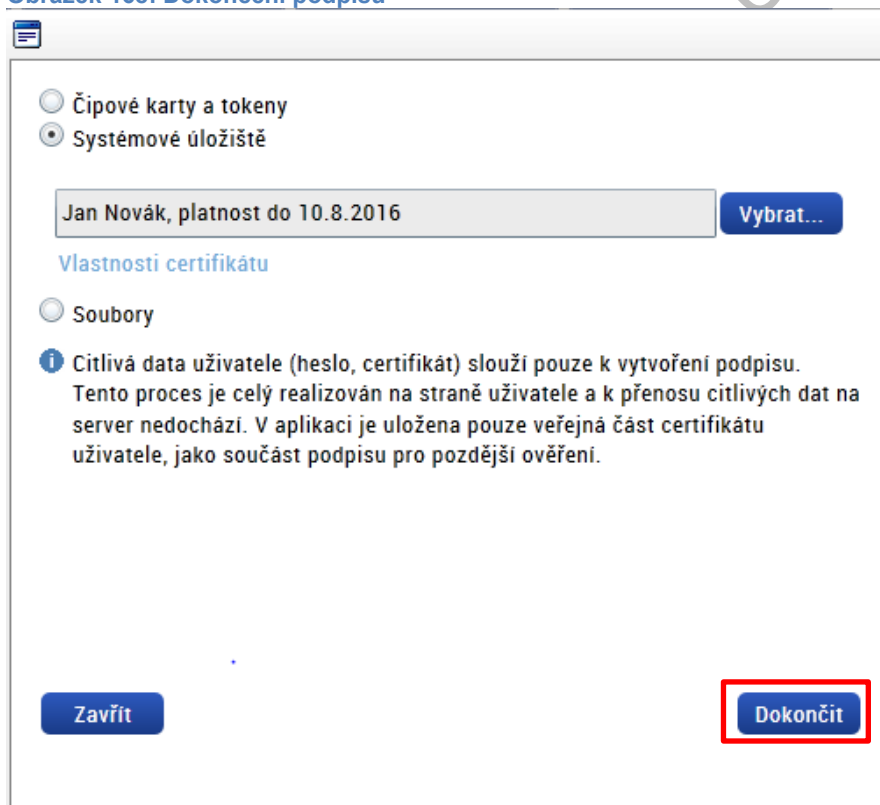 Čipové karty a tokeny
Systémové úložiště
Jan Novák, platnost do 10.8.2016
Vybrat...
Vlastnosti certifikátu
Soubory
Citlivá data uživatele (heslo, certifikát) slouží pouze k vytvoření podpisu.
Tento proces je celý realizován na straně uživatele a k přenosu citlivých dat na
server nedochází. V aplikaci je uložena pouze veřejná část certifikátu
uživatele, jako součást podpisu pro pozdější ověření.
Zavřít
Dokončit